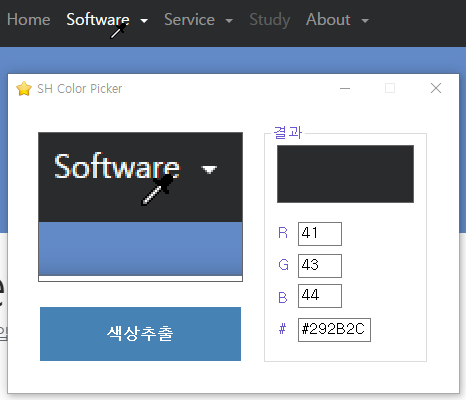 Home Software Service Study About
SH Color Picker
Software
결과
R 41
G 43
B 44
# #292B2C
색상추출